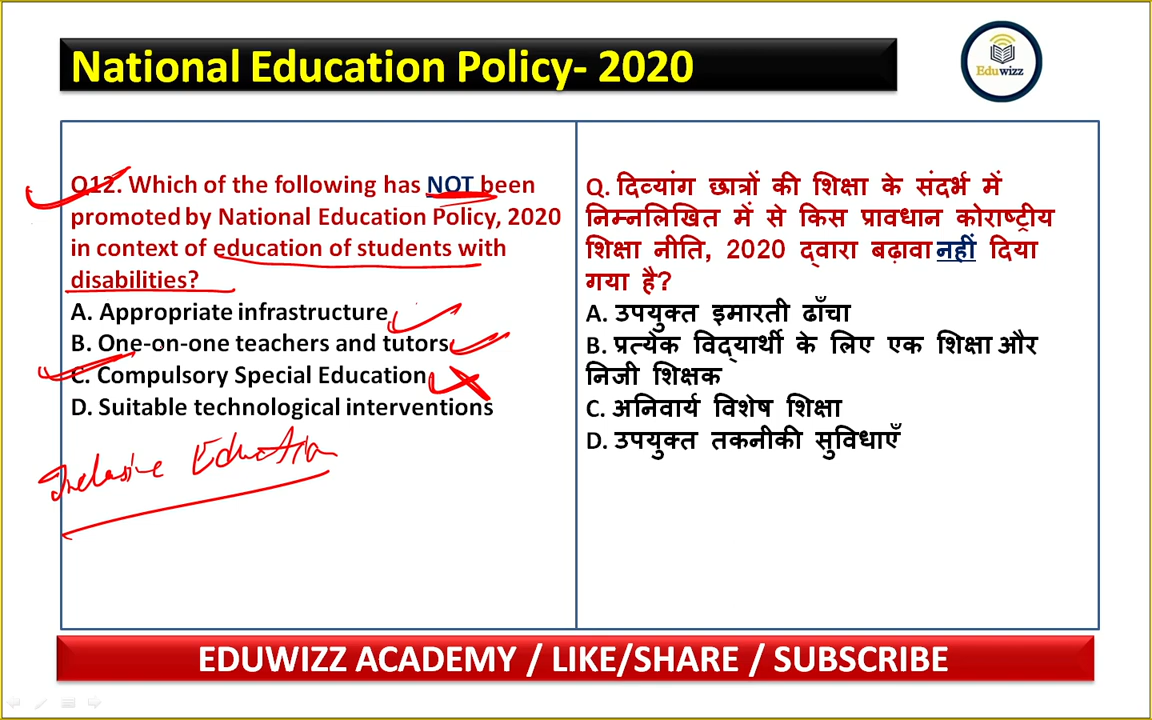 National Education Policy- 2020
Eduwizz
Q12. Which of the following has NOT been
promoted by National Education Policy, 2020
in context of education of students with
disabilities?
A. Appropriate infrastructure
B. One-on-one teachers and tutors
C. Compulsory Special Education
D. Suitable technological interventions
Inclusive Education
Q. दिव्यांग छात्रों की शिक्षा के संदर्भ में
निम्नलिखित में से किस प्रावधान कोराष्ट्रीय
शिक्षा नीति, 2020 द्वारा बढ़ावा नहीं दिया
गया है?
A. उपयुक्त इमारती ढाँचा
B. प्रत्येक विद्यार्थी के लिए एक शिक्षा और
निजी शिक्षक
C. अनिवार्य विशेष शिक्षा
D. उपयुक्त तकनीकी सुविधाएँ
EDUWIZZ ACADEMY / LIKE/SHARE / SUBSCRIBE